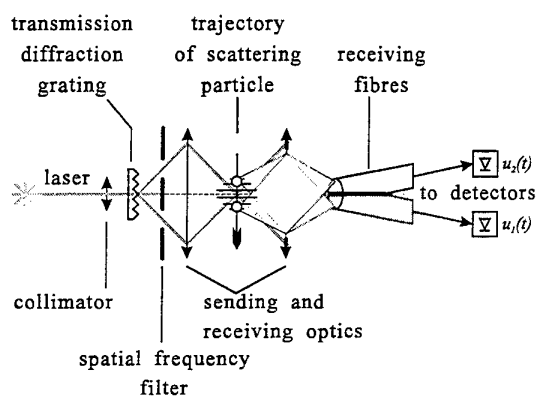 transmission
diffraction
grating
trajectory
of scattering
particle
receiving
fibres
laser
u₂(t)
to detectors
u₁(t)
collimator
sending and
receiving optics
spatial frequency
filter